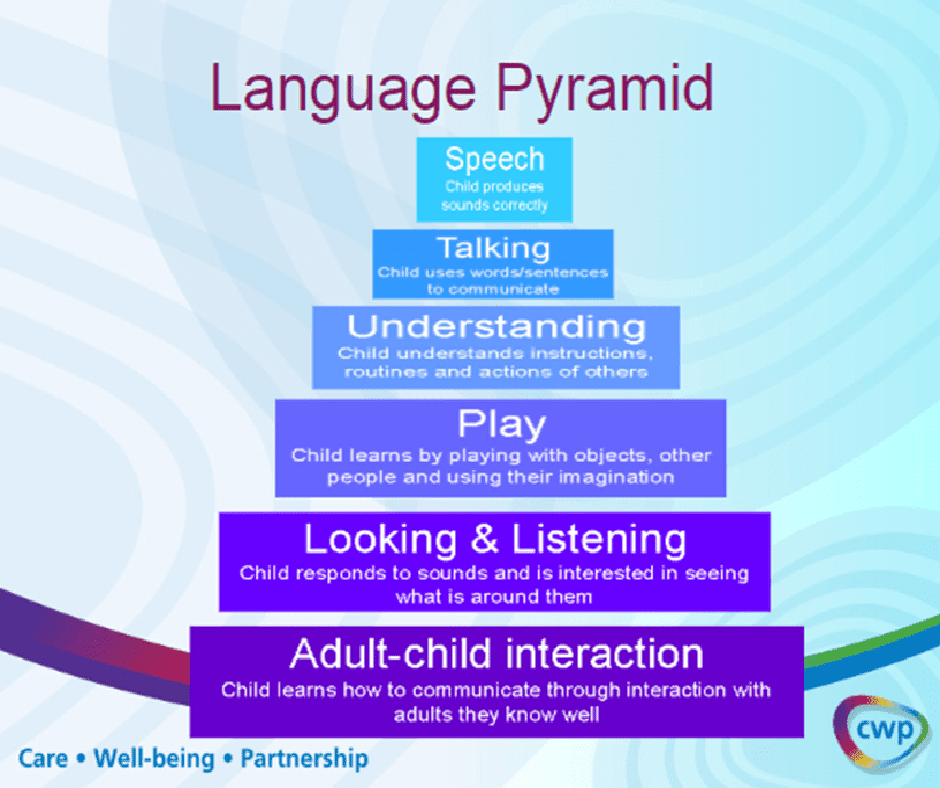 Language Pyramid
Speech
Child produces
sounds correctly
Talking
Child uses words/sentences
to communicate
Understanding
Child understands instructions,
routines and actions of others
Play
Child learns by playing with objects, other
people and using their imagination
Looking & Listening
Child responds to sounds and is interested in seeing
what is around them
Adult-child interaction
Child learns how to communicate through interaction with
adults they know well
cwp
Care • Well-being • Partnership